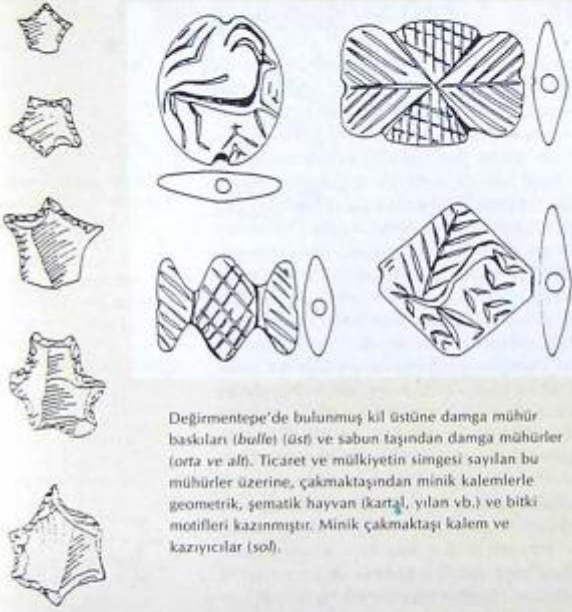 Değirmentepe'de bulunmuş kil üstüne damga mühür
baskıları (bulle) (üst) ve sabun taşından damga mühürler
(orta ve alt). Ticaret ve mülkiyetin simgesi sayılan bu
mühürler üzerine, çakmaktaşından minik kalemlerle
geometrik, şematik hayvan (kartal, yılan vb.) ve bitki
motifleri kazınmıştır. Minik çakmaktaşı kalem ve
kazıyıcılar (sol).